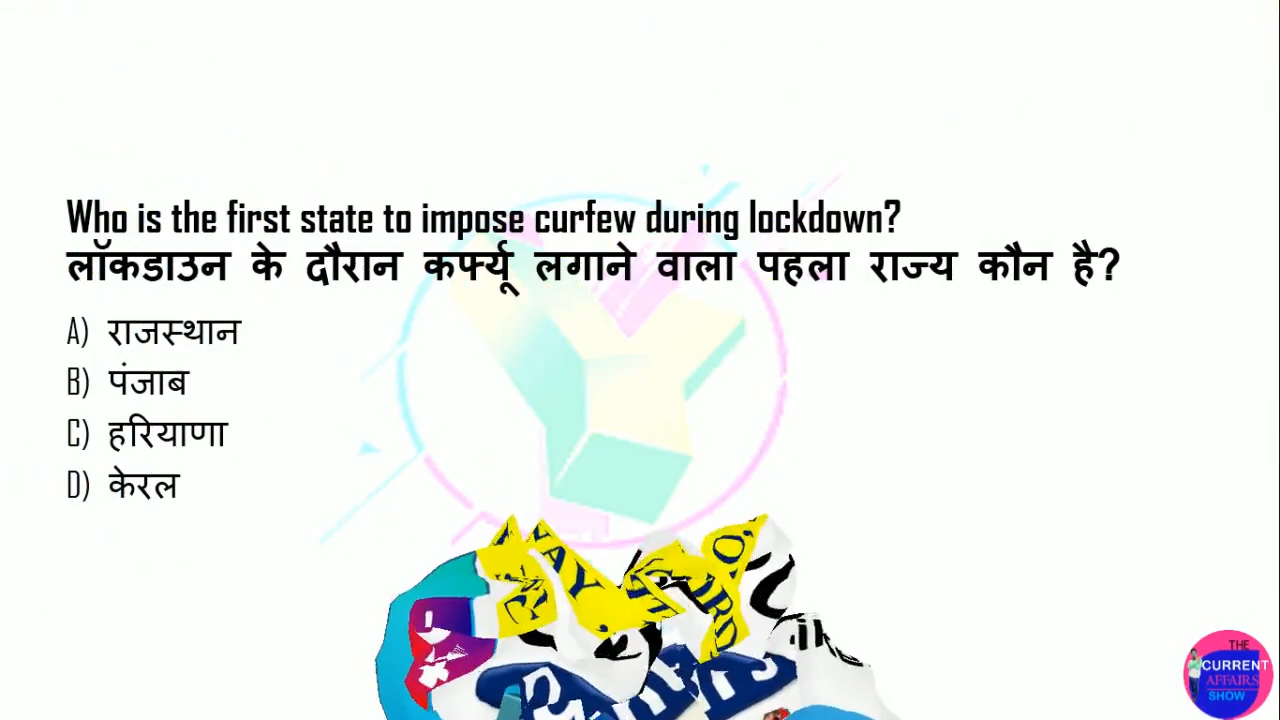 Who is the first state to impose curfew during lockdown?
लॉकडाउन के दौरान कर्फ्यू लगाने वाला पहला राज्य कौन है?
A) राजस्थान
B) पंजाब
C) हरियाणा
D) केरल
THE
CURRENT
AFFAIRS
SHOW